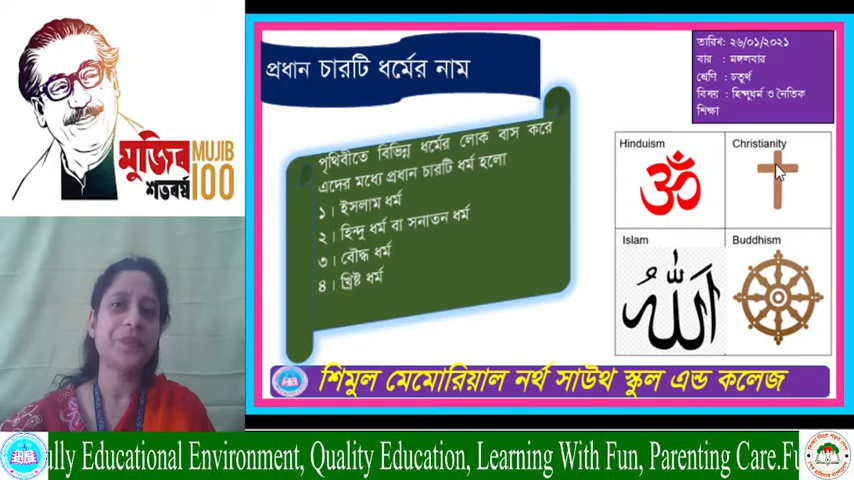 মুজিব MUJIB
শতবর্ষ 100
প্রধান চারটি ধর্মের নাম
তারিখ: ২৬/০১/২০২১
বার : মঙ্গলবার
শ্রেণি : চতুর্থ
বিষয় : হিন্দুধর্ম ও নৈতিক
শিক্ষা
পৃথিবীতে বিভিন্ন ধর্মের লোক বাস করে
এদের মধ্যে প্রধান চারটি ধর্ম হলো
১। ইসলাম ধর্ম
২। হিন্দু ধর্ম বা সনাতন ধর্ম
৩। বৌদ্ধ ধর্ম
৪। খ্রিষ্ট ধর্ম
Hinduism
Christianity
ॐ
Islam
Buddhism
الله
শিমুল মেমোরিয়াল নর্থ সাউথ স্কুল এন্ড কলেজ
ully Educational Environment, Quality Education, Learning With Fun, Parenting Care.Fu